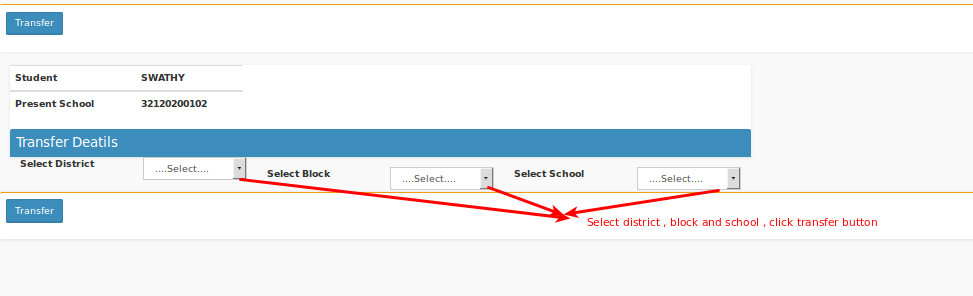 Transfer
Student SWATHY
Present School 32120200102
Transfer Deatils
Select District ....Select.... Select Block ....Select.... Select School ....Select....
Transfer
Select district , block and school , click transfer button